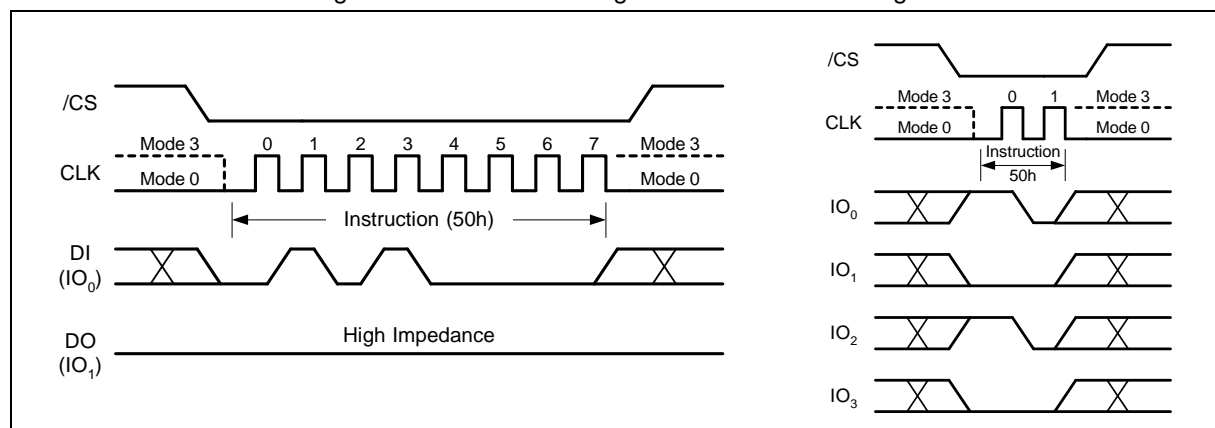 /CS
Mode 3 0 1 2 3 4 5 6 7 Mode 3
CLK
Mode 0 Mode 0
Instruction (50h)
DI
(IO0)
High Impedance
DO
(IO1)
/CS
Mode 3 0 1 Mode 3
CLK
Mode 0 Mode 0
Instruction
50h
IO0
IO1
IO2
IO3